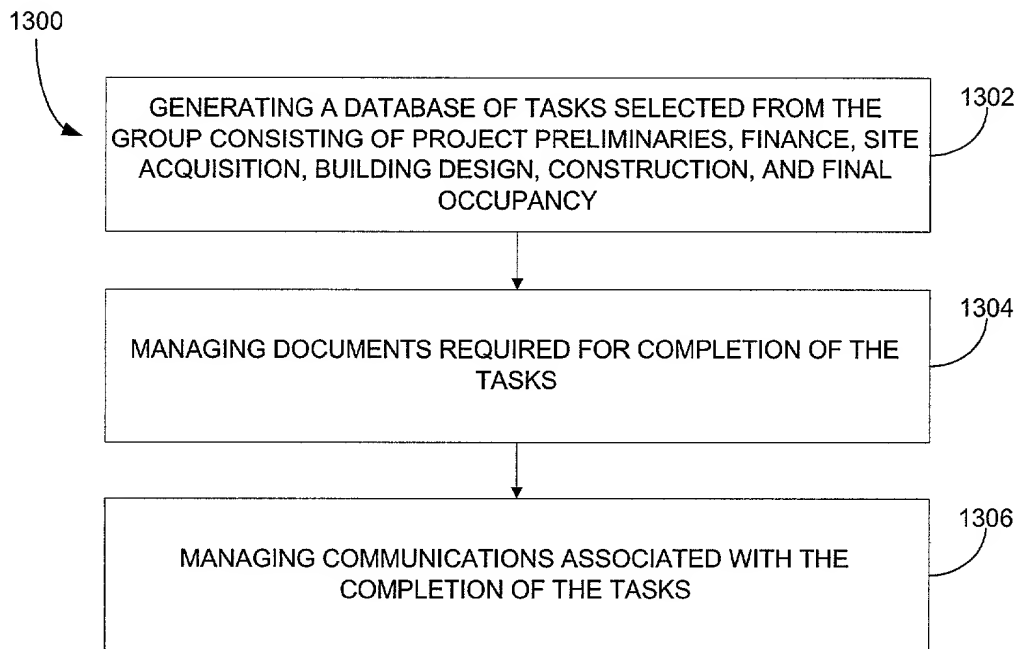 1300
1302
GENERATING A DATABASE OF TASKS SELECTED FROM THE
GROUP CONSISTING OF PROJECT PRELIMINARIES, FINANCE, SITE
ACQUISITION, BUILDING DESIGN, CONSTRUCTION, AND FINAL
OCCUPANCY
1304
MANAGING DOCUMENTS REQUIRED FOR COMPLETION OF THE
TASKS
1306
MANAGING COMMUNICATIONS ASSOCIATED WITH THE
COMPLETION OF THE TASKS